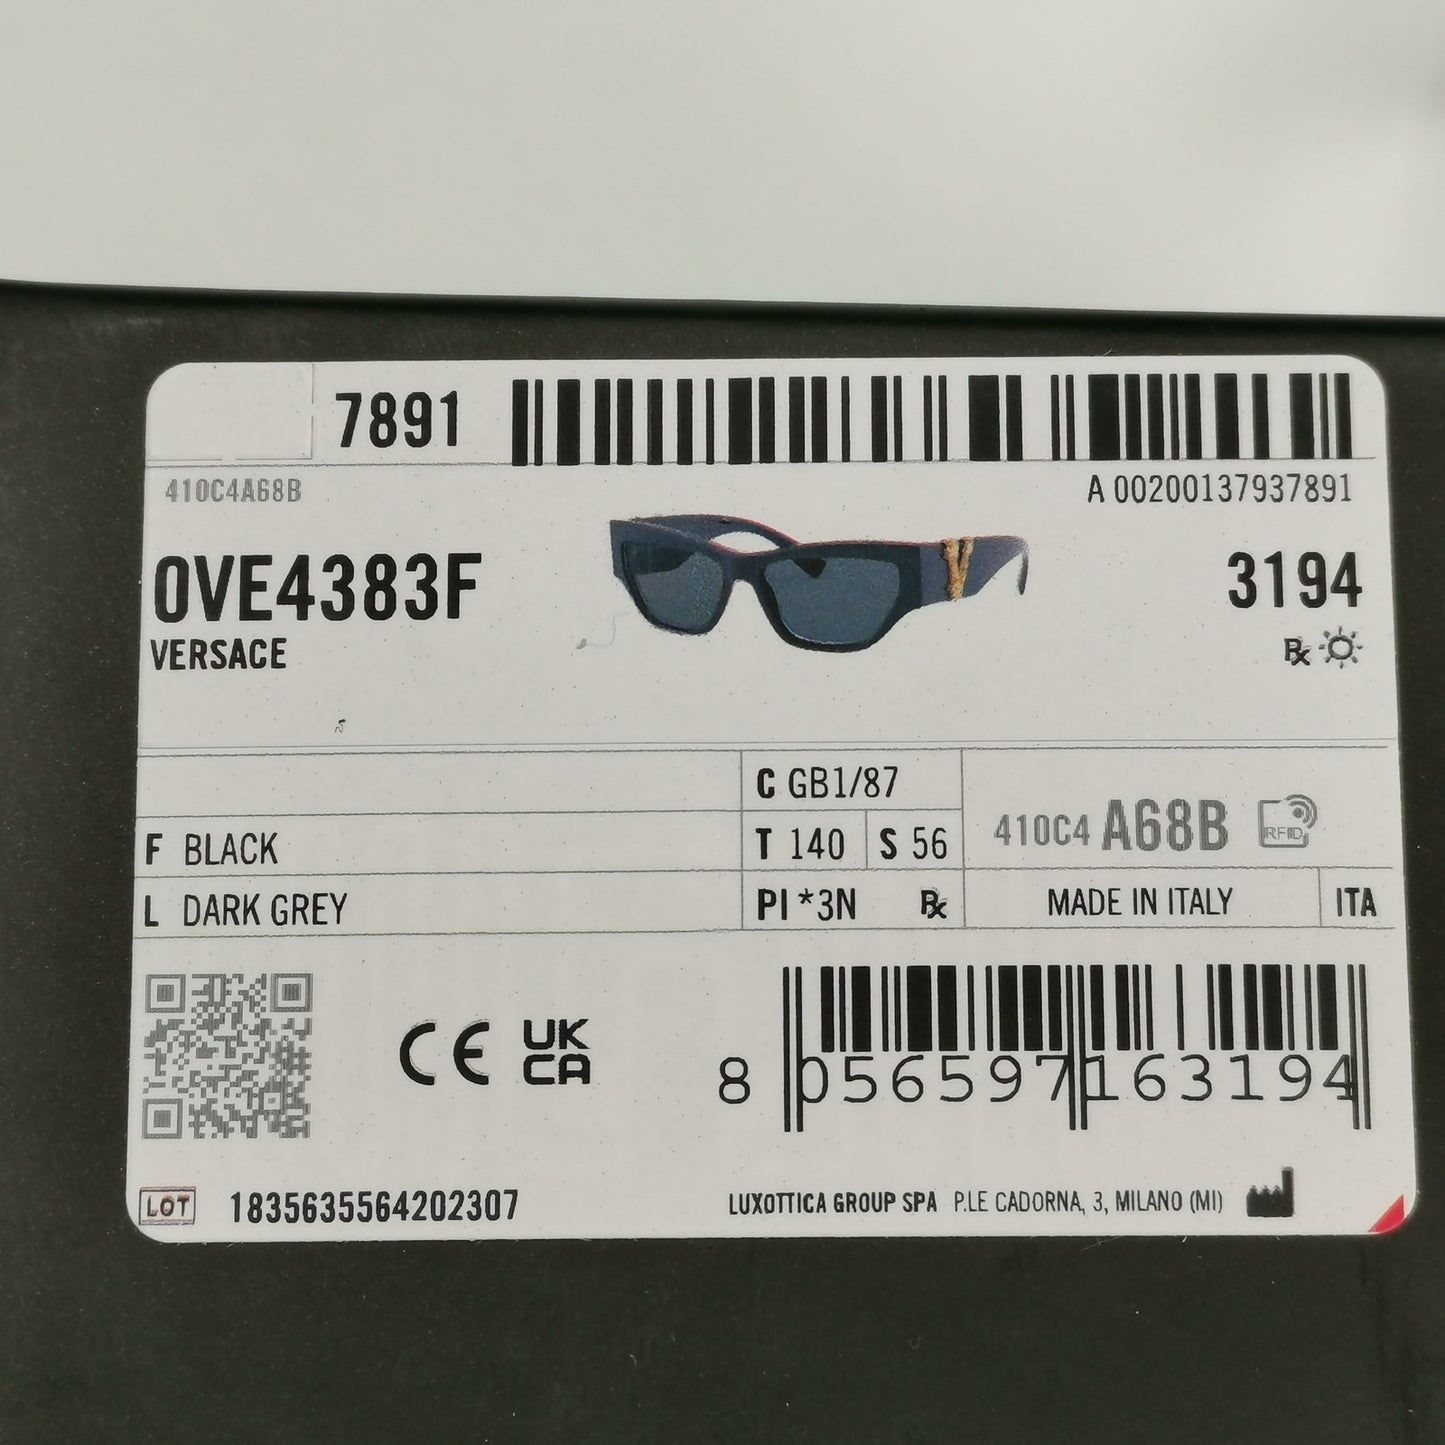 7891
410C4A68B
A 00200137937891
0VE4383F
3194
VERSACE
Rx
C GB1/87
F BLACK
T 140
S 56
410C4 A68B
RFID
L DARK GREY
PI *3N
Rx
MADE IN ITALY
ITA
CE
UK
CA
8 056597 163194
LOT
1835635564202307
LUXOTTICA GROUP SPA P.LE CADORNA, 3, MILANO (MI)